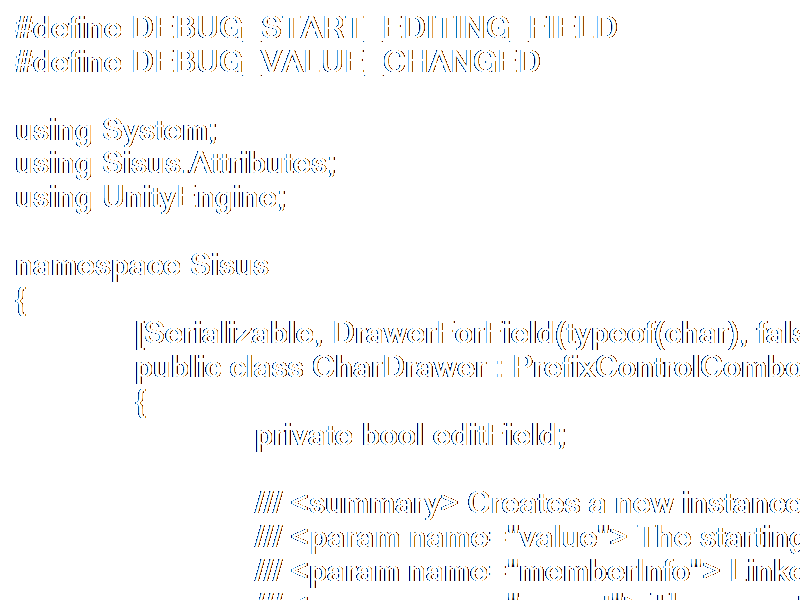 #define DEBUG_START_EDITING_FIELD
#define DEBUG_VALUE_CHANGED

using System;
using Sisus.Attributes;
using UnityEngine;

namespace Sisus
{
[Serializable, DrawerForField(typeof(char), fals
public class CharDrawer : PrefixControlCombo
{
private bool editField;

/// <summary> Creates a new instance
/// <param name="value"> The starting
/// <param name="memberInfo"> Linke